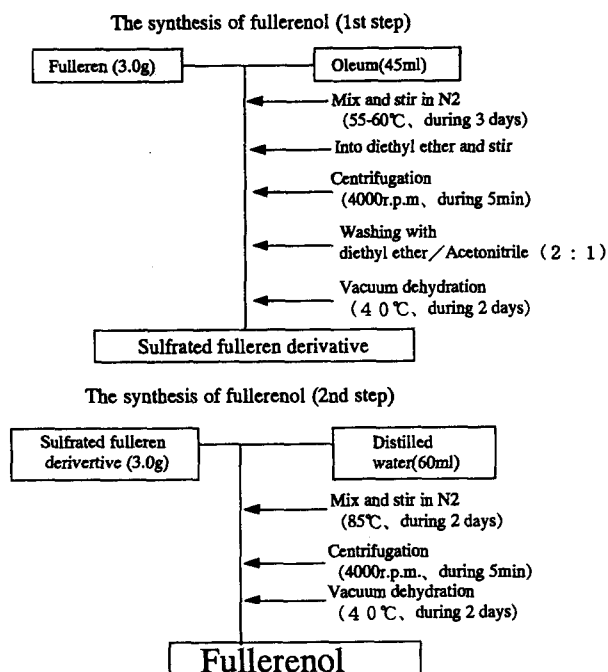 The synthesis of fullerenol (1st step)
Fulleren (3.0g)
Oleum(45ml)
Mix and stir in N2
(55-60℃、during 3 days)
Into diethyl ether and stir
Centrifugation
(4000r.p.m、during 5min)
Washing with
diethyl ether／Acetonitrile（2：1）
Vacuum dehydration
（４０℃、during 2 days）
Sulfrated fulleren derivative
The synthesis of fullerenol (2nd step)
Sulfrated fulleren
derivertive (3.0g)
Distilled
water(60ml)
Mix and stir in N2
(85℃、during 2 days)
Centrifugation
(4000r.p.m.、during 5min)
Vacuum dehydration
（４０℃、during 2 days）
Fullerenol